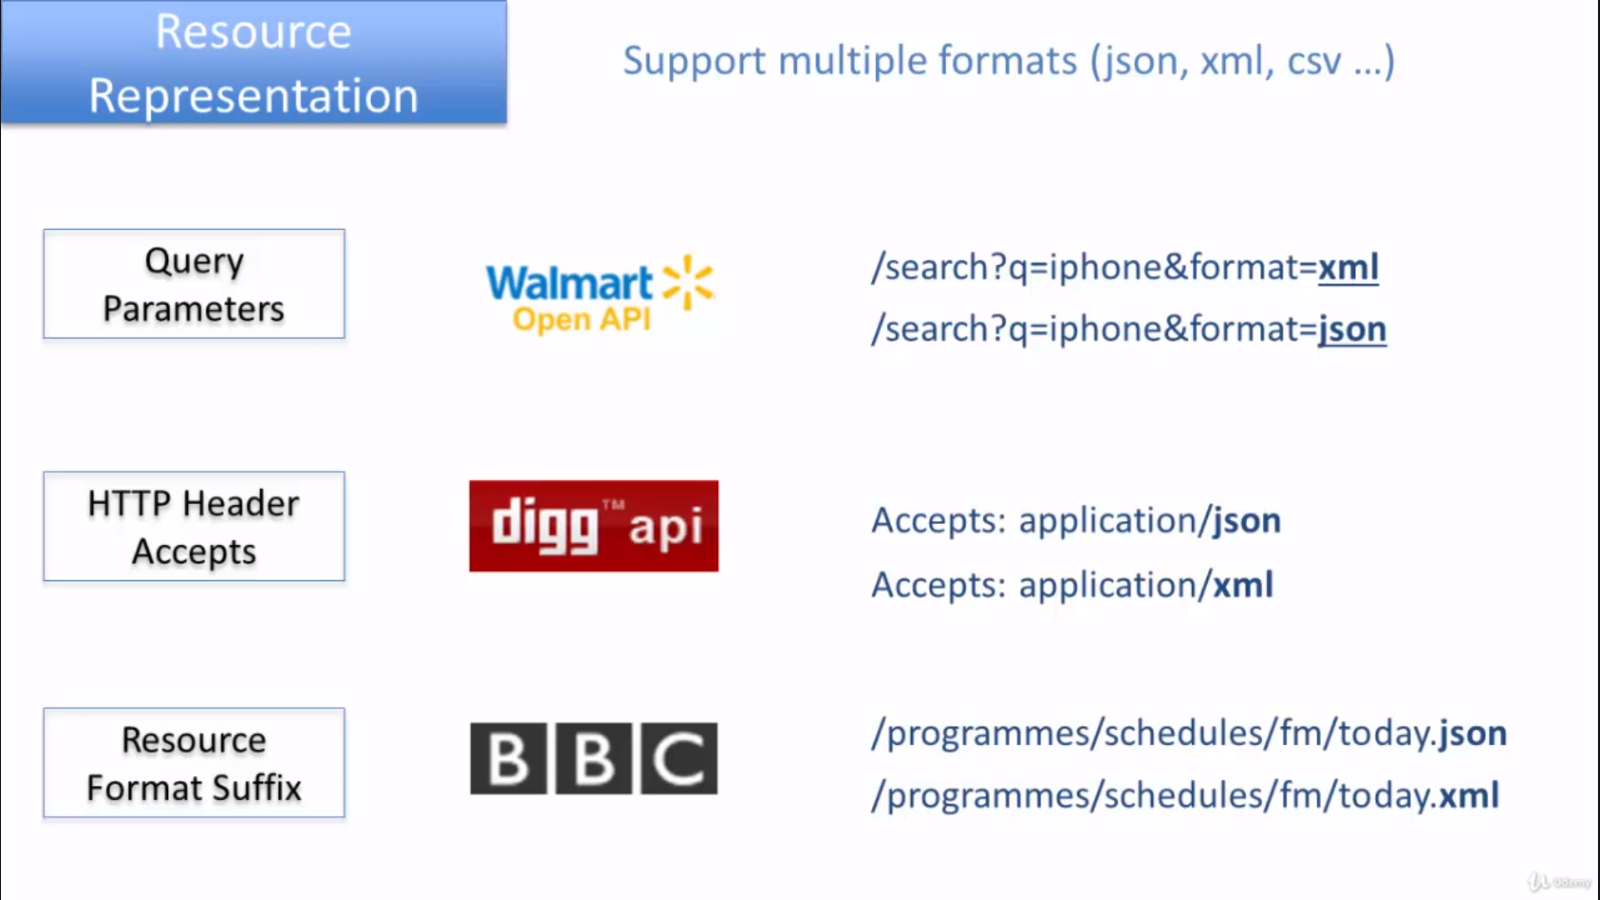 Resource
Representation
Support multiple formats (json, xml, csv ...)
Query
Parameters
Walmart
Open API
/search?q=iphone&format=xml
/search?q=iphone&format=json
HTTP Header
Accepts
digg™ api
Accepts: application/json
Accepts: application/xml
Resource
Format Suffix
BBC
/programmes/schedules/fm/today.json
/programmes/schedules/fm/today.xml
Udemy